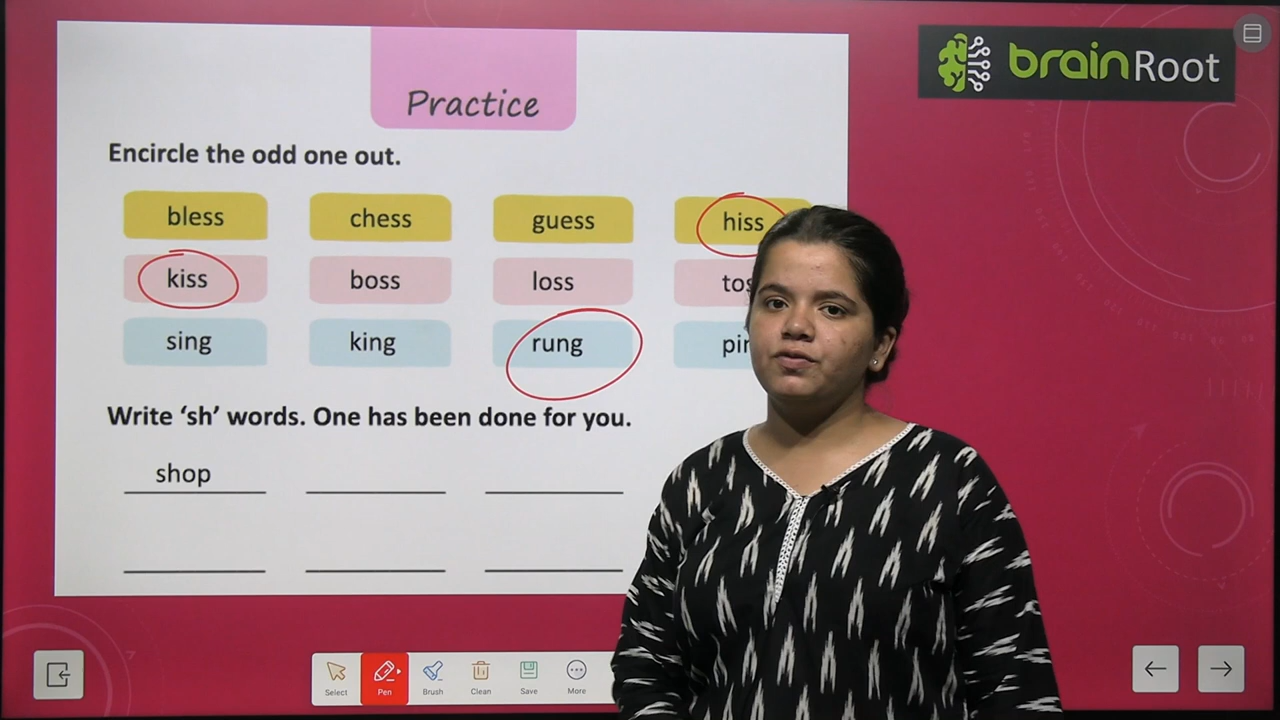 brainRoot
Practice
Encircle the odd one out.
bless chess guess hiss
kiss boss loss
sing king rung
Write ‘sh’ words. One has been done for you.
shop
Select Pen Brush Clean Save More